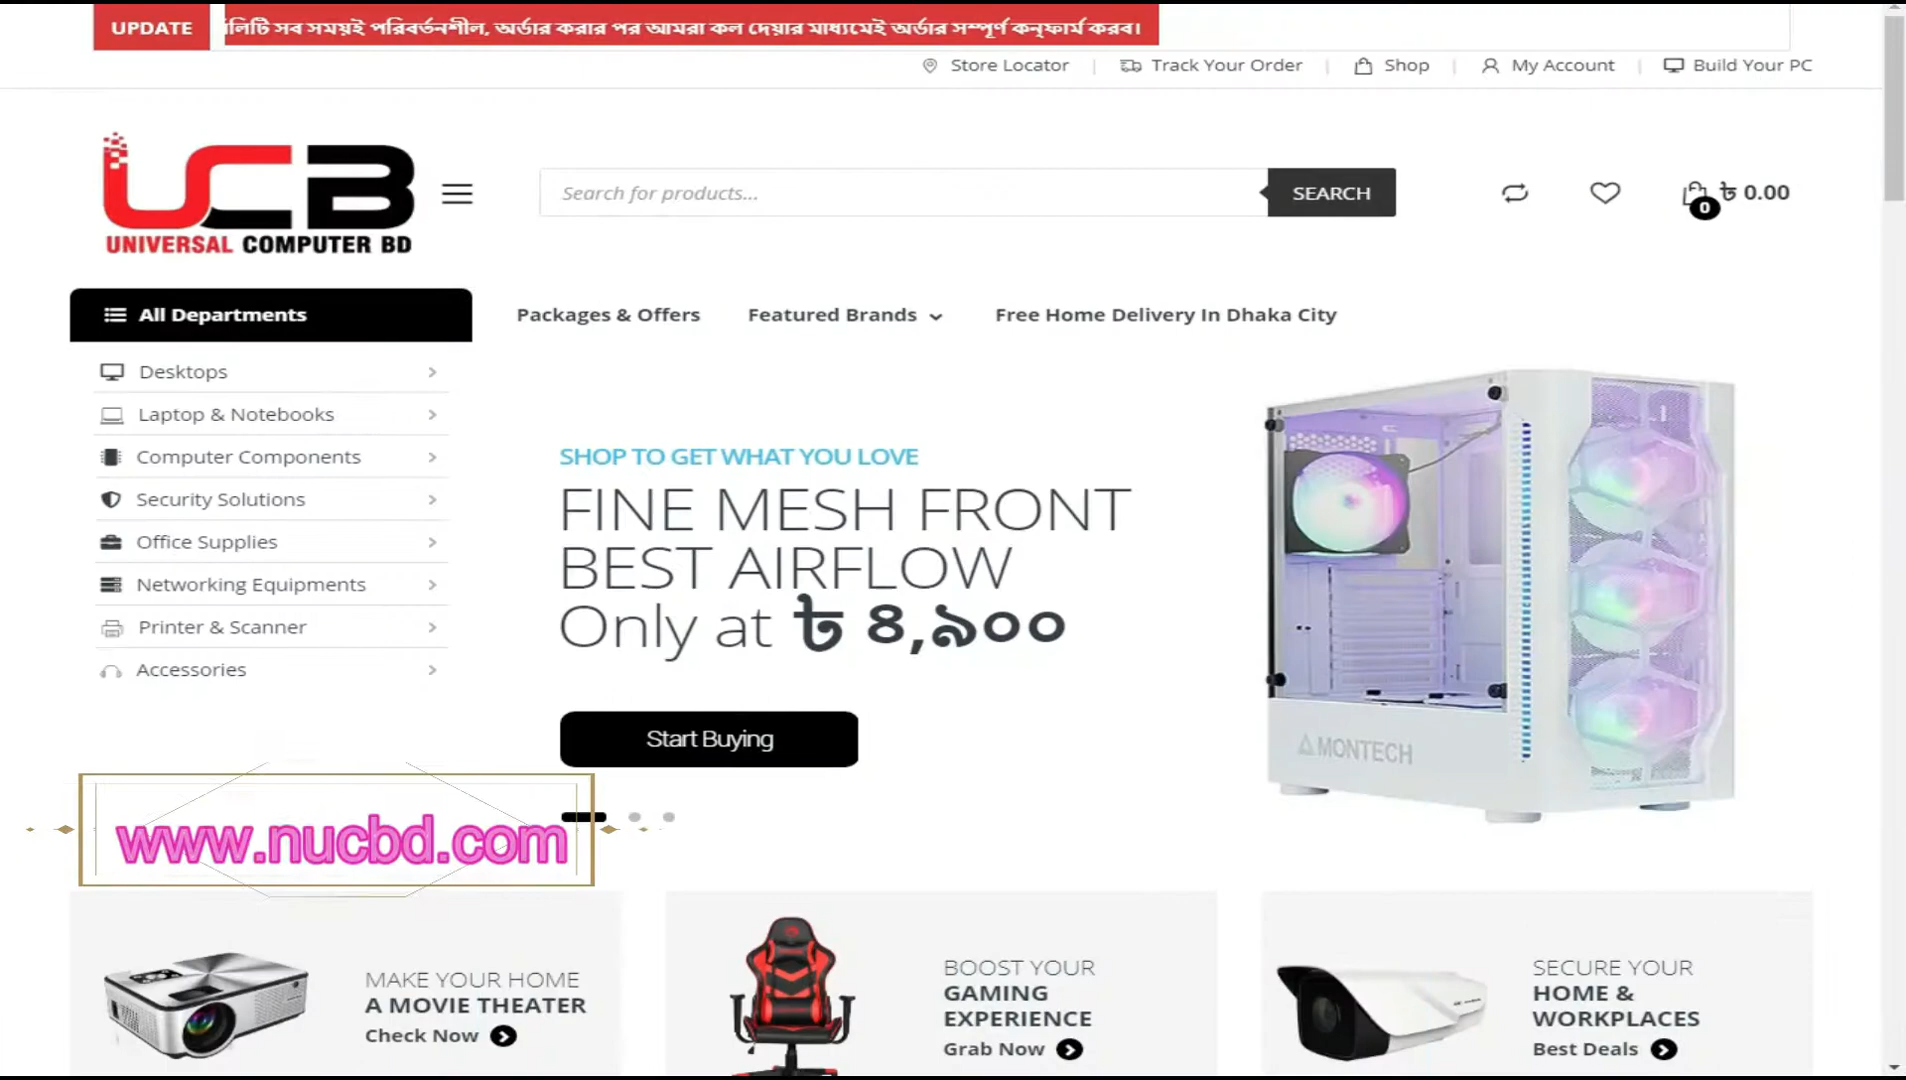 UPDATE
সব সময়ই পরিবর্তনশীল, অর্ডার করার পর আমরা কল দেয়ার মাধ্যমেই অর্ডার সম্পূর্ণ কনফার্ম করব।
Store Locator
Track Your Order
Shop
My Account
Build Your PC
UCB
UNIVERSAL COMPUTER BD
Search for products...
SEARCH
0
৳ 0.00
All Departments
Packages & Offers
Featured Brands
Free Home Delivery In Dhaka City
Desktops
Laptop & Notebooks
Computer Components
Security Solutions
Office Supplies
Networking Equipments
Printer & Scanner
Accessories
SHOP TO GET WHAT YOU LOVE
FINE MESH FRONT
BEST AIRFLOW
Only at ৳ ৪,৯০০
Start Buying
MONTECH
www.nucbd.com
MAKE YOUR HOME
A MOVIE THEATER
Check Now
BOOST YOUR
GAMING
EXPERIENCE
Grab Now
SECURE YOUR
HOME &
WORKPLACES
Best Deals